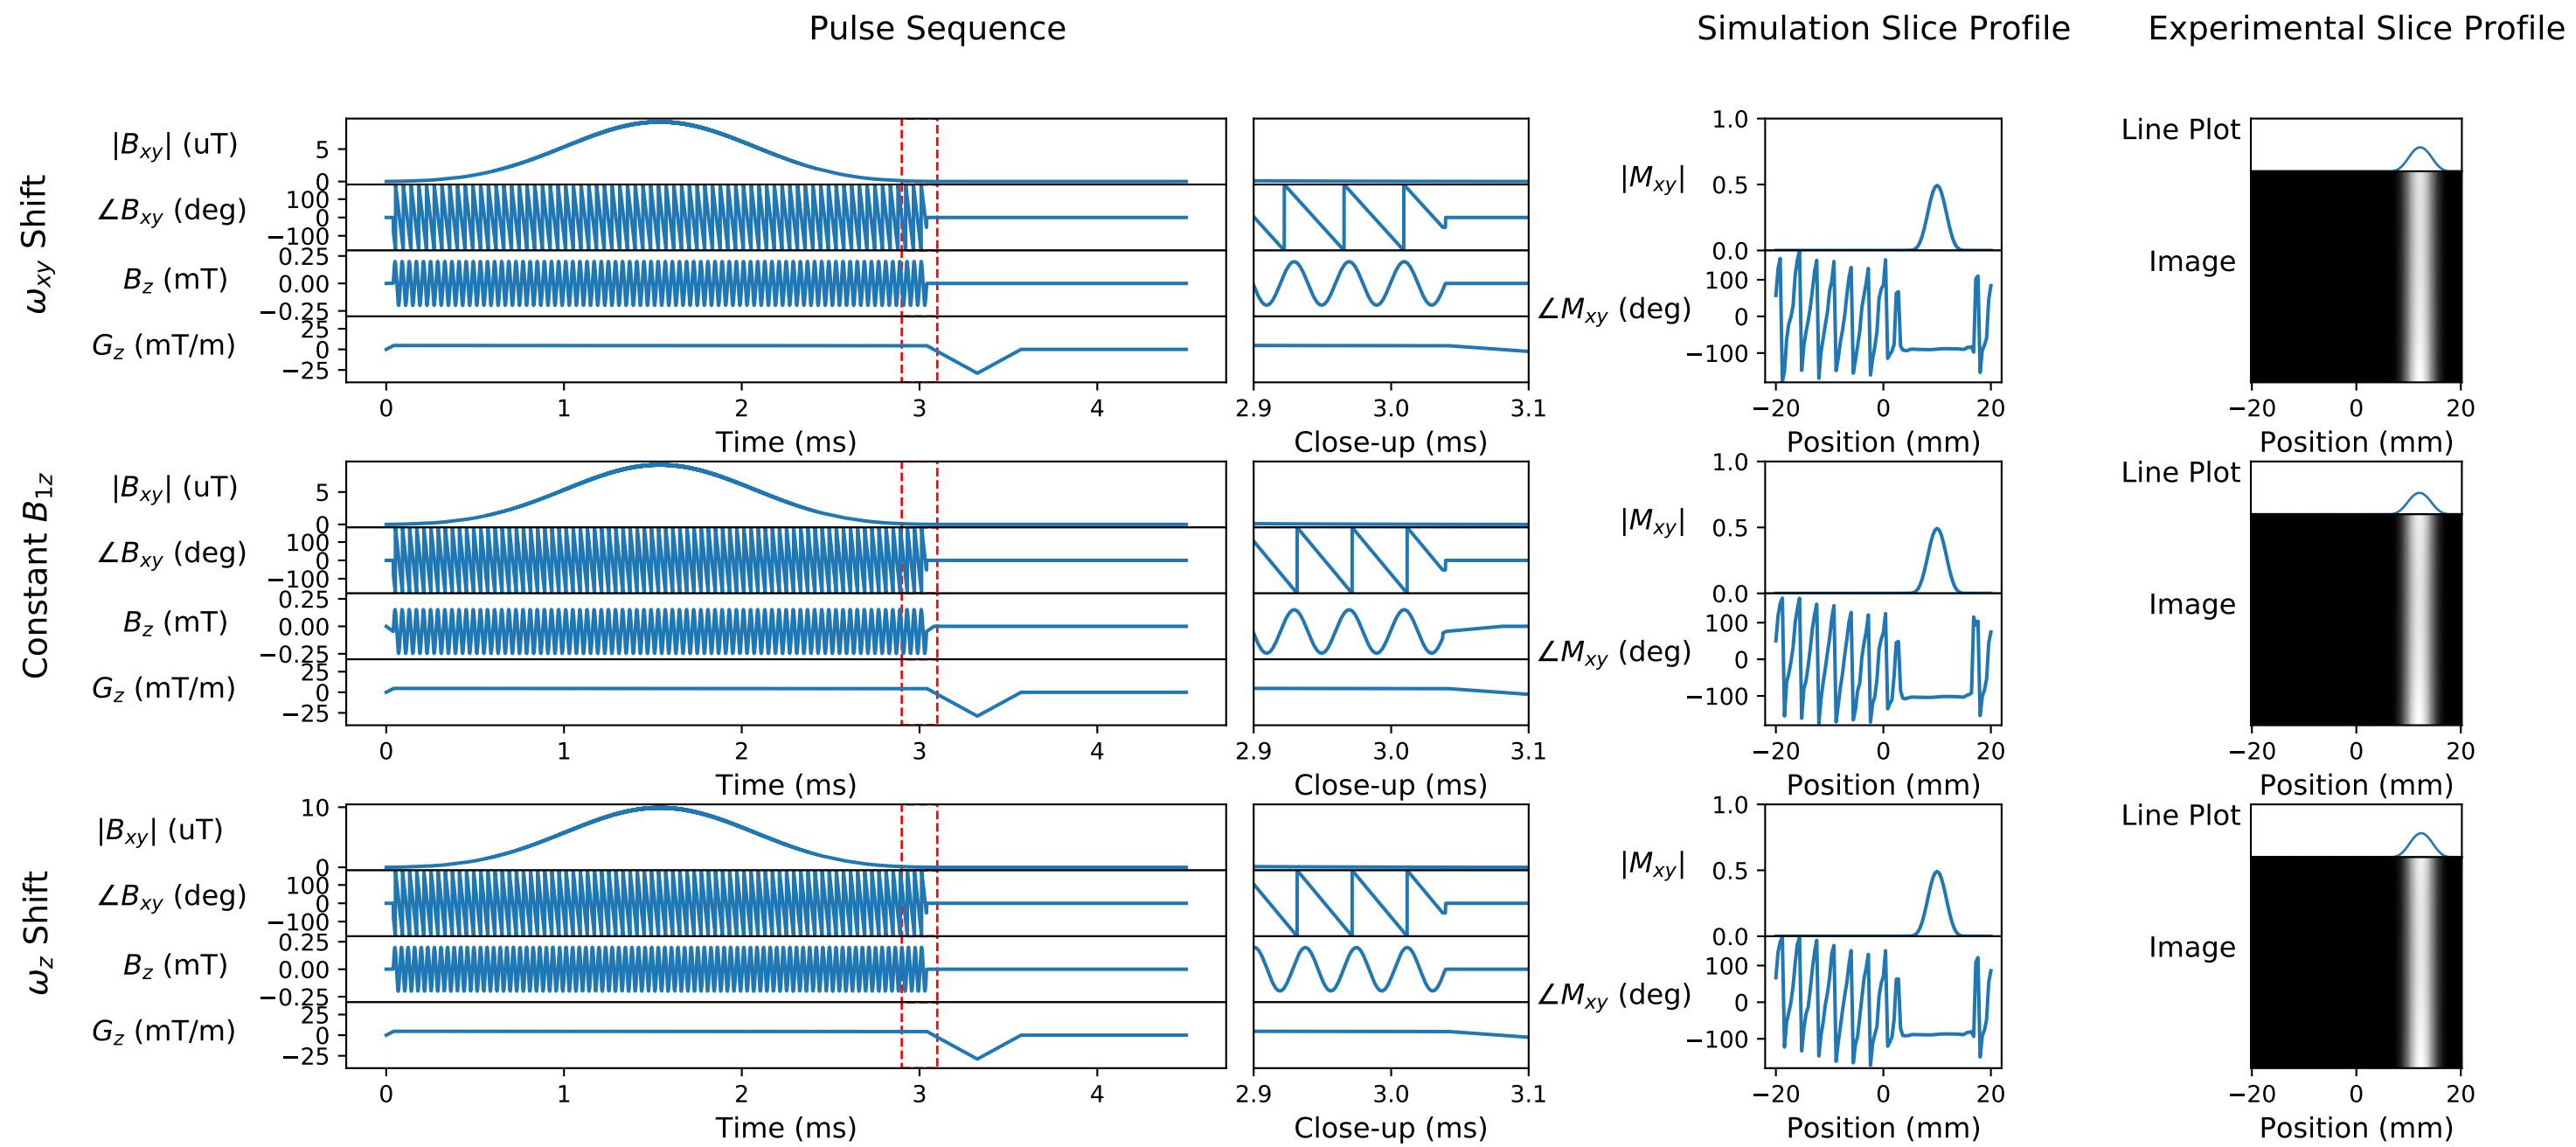 Pulse Sequence
Simulation Slice Profile
Experimental Slice Profile
ω_xy Shift
|B_xy| (uT)
5
0
∠B_xy (deg)
100
0
−100
B_z (mT)
0.25
0.00
−0.25
G_z (mT/m)
25
0
−25
0 1 2 3 4
Time (ms)
2.9 3.0 3.1
Close-up (ms)
|M_xy|
1.0
0.5
0.0
∠M_xy (deg)
100
0
−100
−20 0 20
Position (mm)
Line Plot
Image
−20 0 20
Position (mm)
Constant B_1z
|B_xy| (uT)
5
0
∠B_xy (deg)
100
0
−100
B_z (mT)
0.25
0.00
−0.25
G_z (mT/m)
25
0
−25
0 1 2 3 4
Time (ms)
2.9 3.0 3.1
Close-up (ms)
|M_xy|
1.0
0.5
0.0
∠M_xy (deg)
100
0
−100
−20 0 20
Position (mm)
Line Plot
Image
−20 0 20
Position (mm)
ω_z Shift
|B_xy| (uT)
10
0
∠B_xy (deg)
100
0
−100
B_z (mT)
0.25
0.00
−0.25
G_z (mT/m)
25
0
−25
0 1 2 3 4
Time (ms)
2.9 3.0 3.1
Close-up (ms)
|M_xy|
1.0
0.5
0.0
∠M_xy (deg)
100
0
−100
−20 0 20
Position (mm)
Line Plot
Image
−20 0 20
Position (mm)